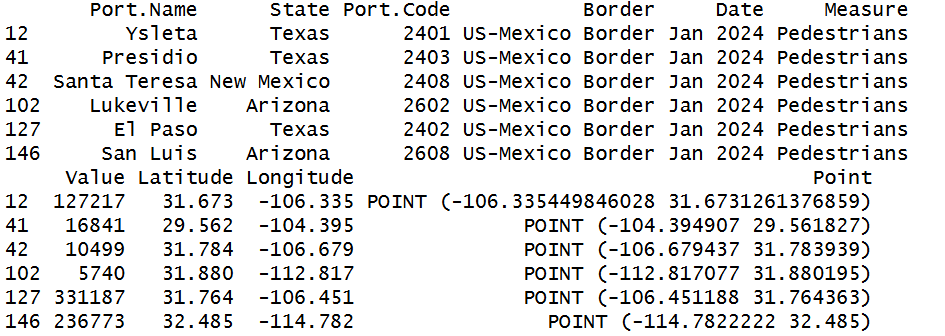 Port.Name State Port.Code Border Date Measure
12 Ysleta Texas 2401 US-Mexico Border Jan 2024 Pedestrians
41 Presidio Texas 2403 US-Mexico Border Jan 2024 Pedestrians
42 Santa Teresa New Mexico 2408 US-Mexico Border Jan 2024 Pedestrians
102 Lukeville Arizona 2602 US-Mexico Border Jan 2024 Pedestrians
127 El Paso Texas 2402 US-Mexico Border Jan 2024 Pedestrians
146 San Luis Arizona 2608 US-Mexico Border Jan 2024 Pedestrians
Value Latitude Longitude Point
12 127217 31.673 -106.335 POINT (-106.335449846028 31.6731261376859)
41 16841 29.562 -104.395 POINT (-104.394907 29.561827)
42 10499 31.784 -106.679 POINT (-106.679437 31.783939)
102 5740 31.880 -112.817 POINT (-112.817077 31.880195)
127 331187 31.764 -106.451 POINT (-106.451188 31.764363)
146 236773 32.485 -114.782 POINT (-114.7822222 32.485)